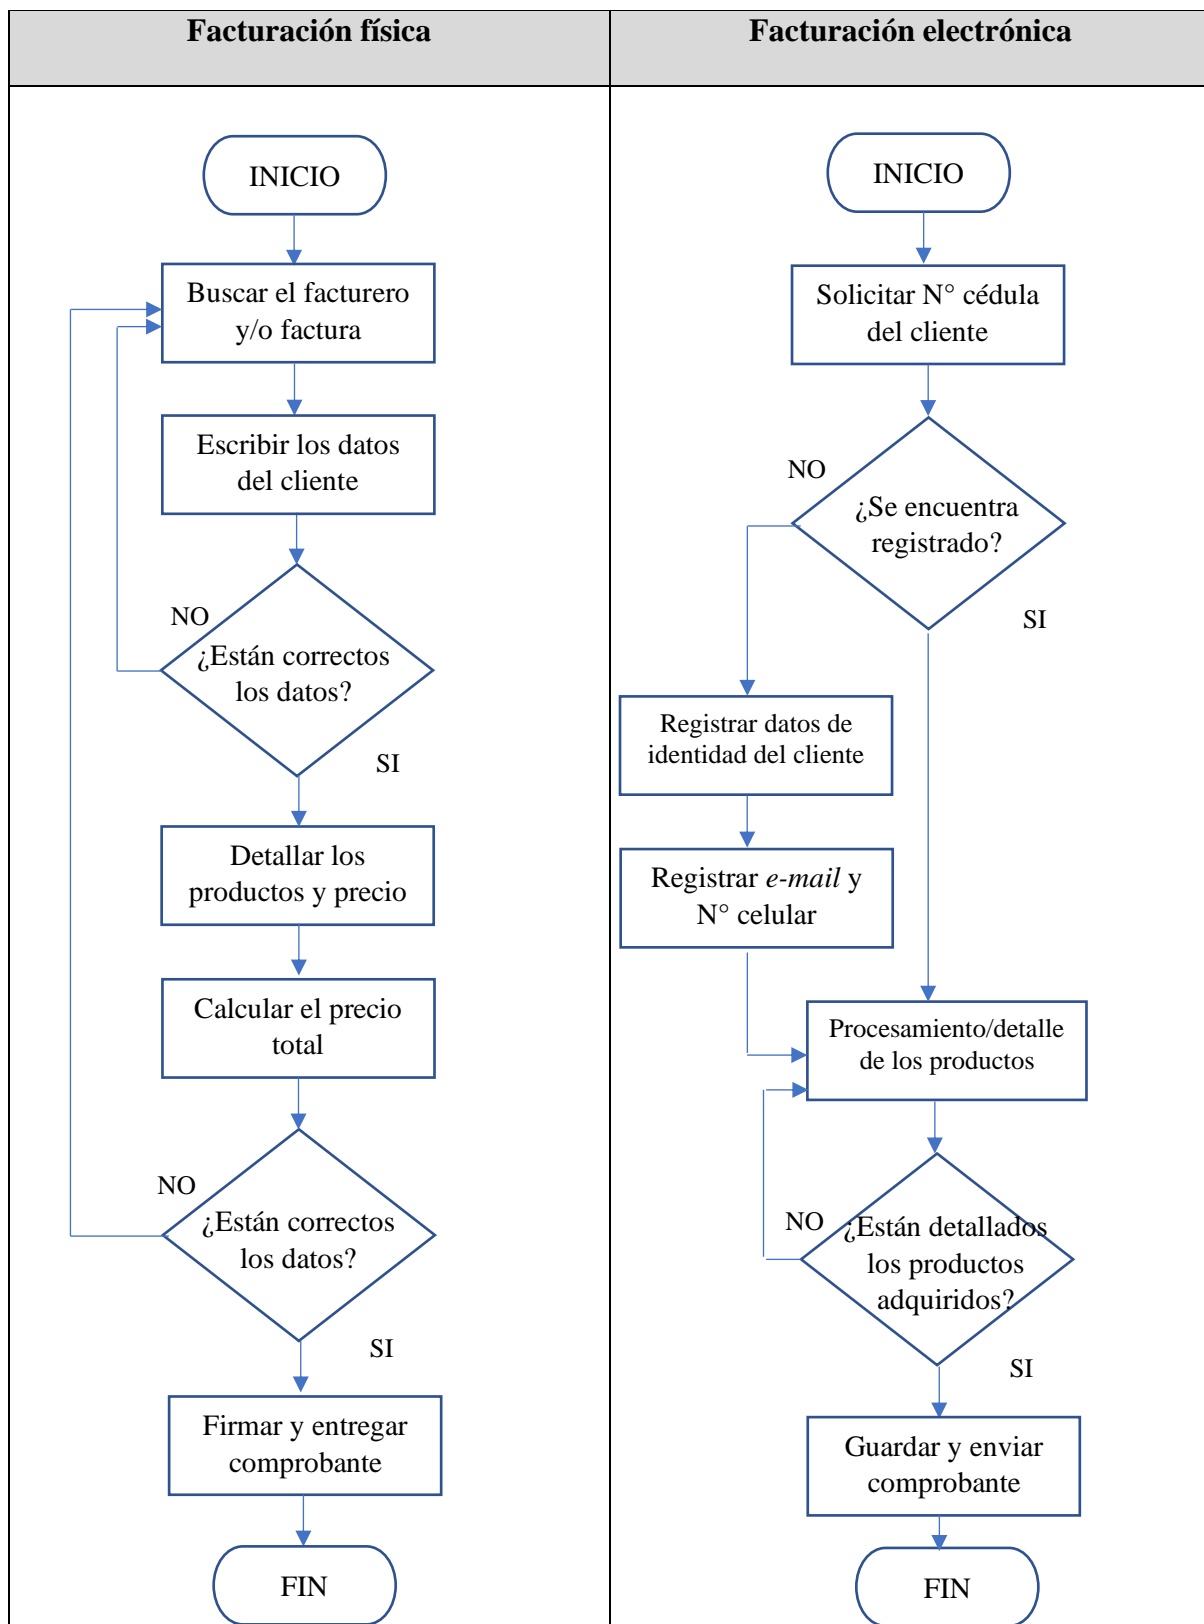 Facturación física
INICIO
Buscar el facturero
y/o factura
Escribir los datos
del cliente
NO
¿Están correctos
los datos?
SI
Detallar los
productos y precio
Calcular el precio
total
NO
¿Están correctos
los datos?
SI
Firmar y entregar
comprobante
FIN
Facturación electrónica
INICIO
Solicitar N° cédula
del cliente
NO
¿Se encuentra
registrado?
SI
Registrar datos de
identidad del cliente
Registrar e-mail y
N° celular
Procesamiento/detalle
de los productos
NO
¿Están detallados
los productos
adquiridos?
SI
Guardar y enviar
comprobante
FIN